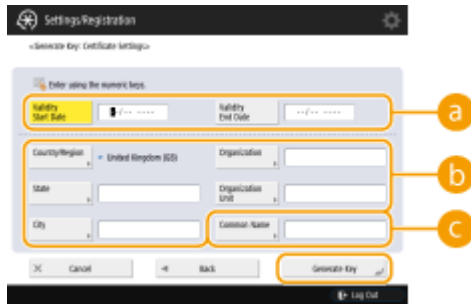 Settings/Registration
<Generate Key: Certificate Settings>
Enter using the numeric keys.
Validity Start Date
--/-- ----
Validity End Date
--/-- ----
a
Country/Region
United Kingdom (GB)
Organization
b
State
Organization Unit
City
Common Name
c
Cancel
Back
Generate Key
Log Out